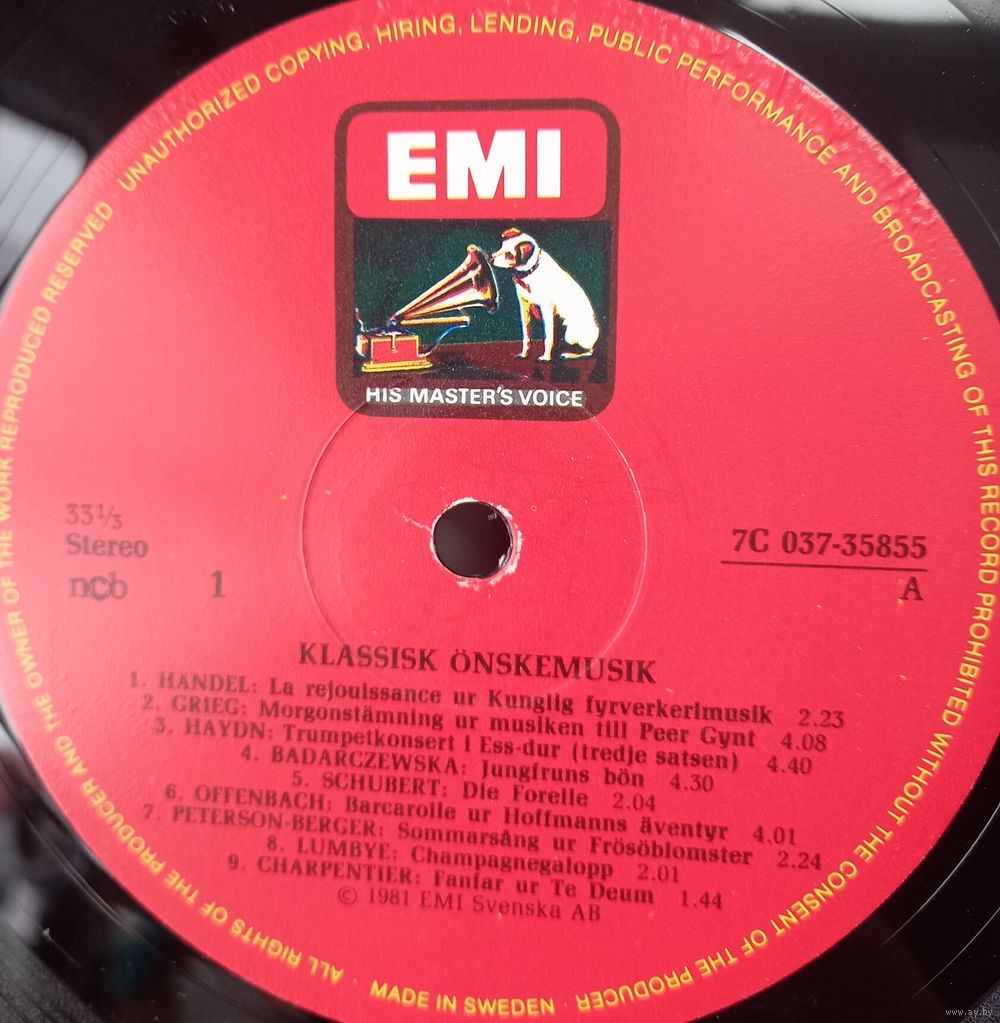 UNAUTHORIZED COPYING, HIRING, LENDING, PUBLIC PERFORMANCE AND BROADCASTING OF THIS RECORD PROHIBITED WITHOUT THE CONSENT OF THE PRODUCER · MADE IN SWEDEN · ALL RIGHTS OF THE PRODUCER AND THE OWNER OF THE WORK REPRODUCED RESERVED
EMI
HIS MASTER'S VOICE
33 1/3
Stereo
ncb 1
7C 037-35855
A
KLASSISK ÖNSKEMUSIK
1. HANDEL: La rejouissance ur Kunglig fyrverkerimusik 2.23
2. GRIEG: Morgonstämning ur musiken till Peer Gynt 4.08
3. HAYDN: Trumpetkonsert i Ess-dur (tredje satsen) 4.40
4. BADARCZEWSKA: Jungfruns bön 4.30
5. SCHUBERT: Die Forelle 2.04
6. OFFENBACH: Barcarolle ur Hoffmanns äventyr 4.01
7. PETERSON-BERGER: Sommarsång ur Frösöblomster 2.24
8. LUMBYE: Champagnegalopp 2.01
9. CHARPENTIER: Fanfar ur Te Deum 1.44
© 1981 EMI Svenska AB
www.ay.by